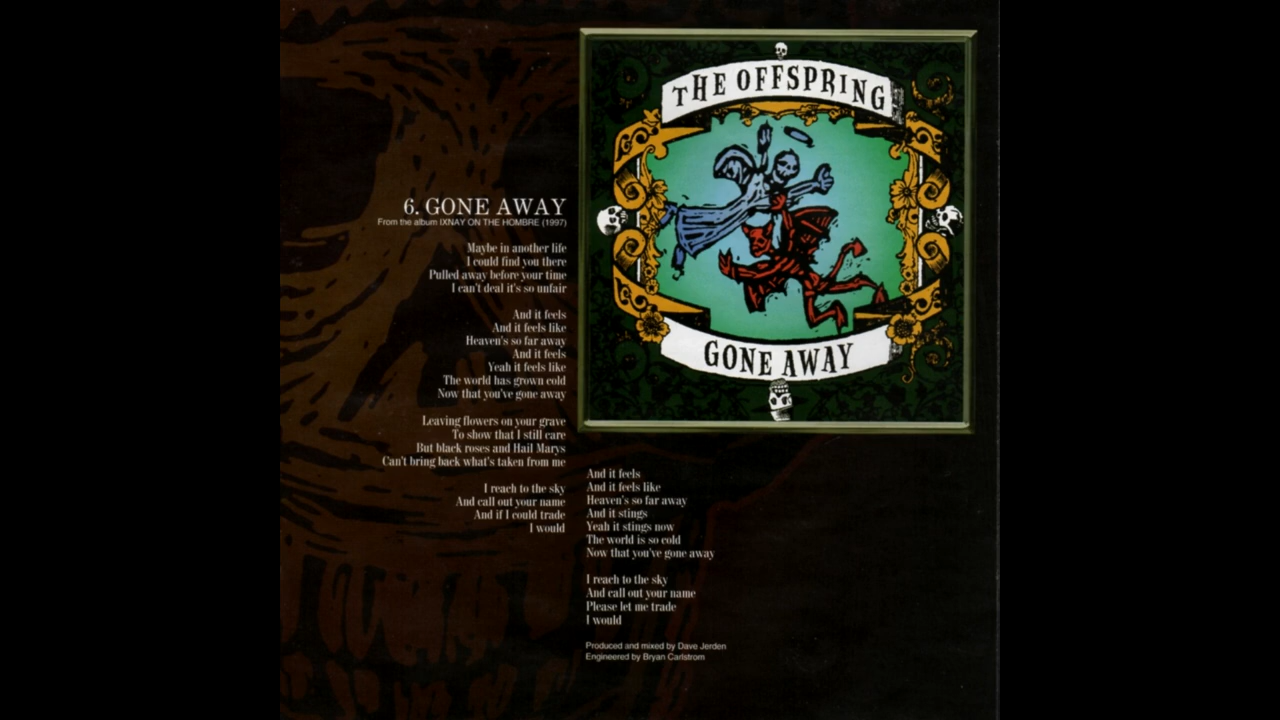 THE OFFSPRING
GONE AWAY
6. GONE AWAY
From the album IXNAY ON THE HOMBRE (1997)
Maybe in another life
I could find you there
Pulled away before your time
I can't deal it's so unfair
And it feels
And it feels like
Heaven's so far away
And it feels
Yeah it feels like
The world has grown cold
Now that you've gone away
Leaving flowers on your grave
To show that I still care
But black roses and Hail Marys
Can't bring back what's taken from me
I reach to the sky
And call out your name
And if I could trade
I would
And it feels
And it feels like
Heaven's so far away
And it stings
Yeah it stings now
The world is so cold
Now that you've gone away
I reach to the sky
And call out your name
Please let me trade
I would
Produced and mixed by Dave Jerden
Engineered by Bryan Carlstrom